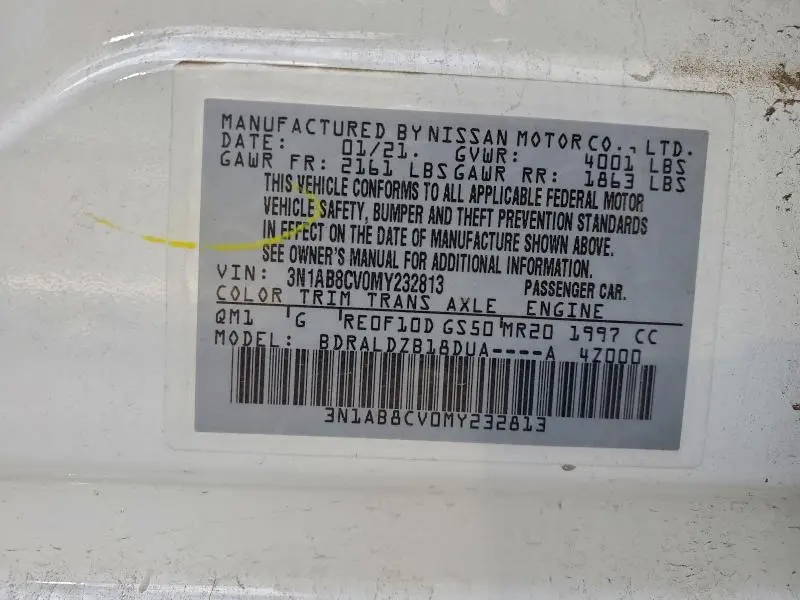 MANUFACTURED BY NISSAN MOTOR CO., LTD.
DATE: 01/21. GVWR: 4001 LBS
GAWR FR: 2161 LBS GAWR RR: 1863 LBS
THIS VEHICLE CONFORMS TO ALL APPLICABLE FEDERAL MOTOR
VEHICLE SAFETY, BUMPER AND THEFT PREVENTION STANDARDS
IN EFFECT ON THE DATE OF MANUFACTURE SHOWN ABOVE.
SEE OWNER'S MANUAL FOR ADDITIONAL INFORMATION.
VIN: 3N1AB8CV0MY232813 PASSENGER CAR.
COLOR TRIM TRANS AXLE ENGINE
QM1 G RE0F10D GS50 MR20 1997 CC
MODEL: BDRALDZB18DUA----A 4Z000
3N1AB8CV0MY232813